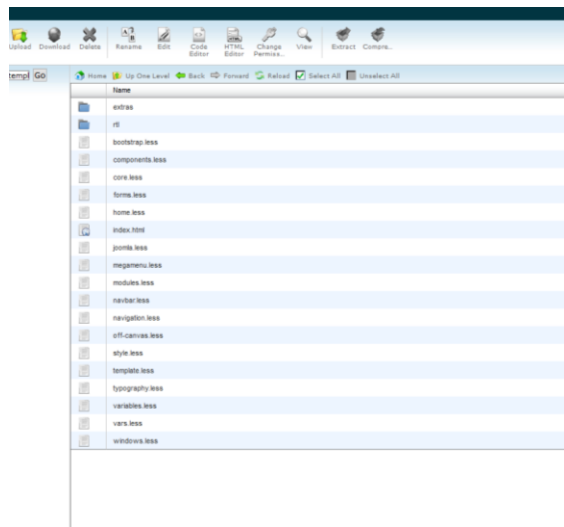 Upload Download Delete Rename Edit Code Editor HTML Editor Change Permiss.. View Extract Compre..
templ Go Home Up One Level Back Forward Reload Select All Unselect All
Name
extras
rtl
bootstrap.less
components.less
core.less
forms.less
home.less
index.html
joomla.less
megamenu.less
modules.less
navbar.less
navigation.less
off-canvas.less
style.less
template.less
typography.less
variables.less
vars.less
windows.less